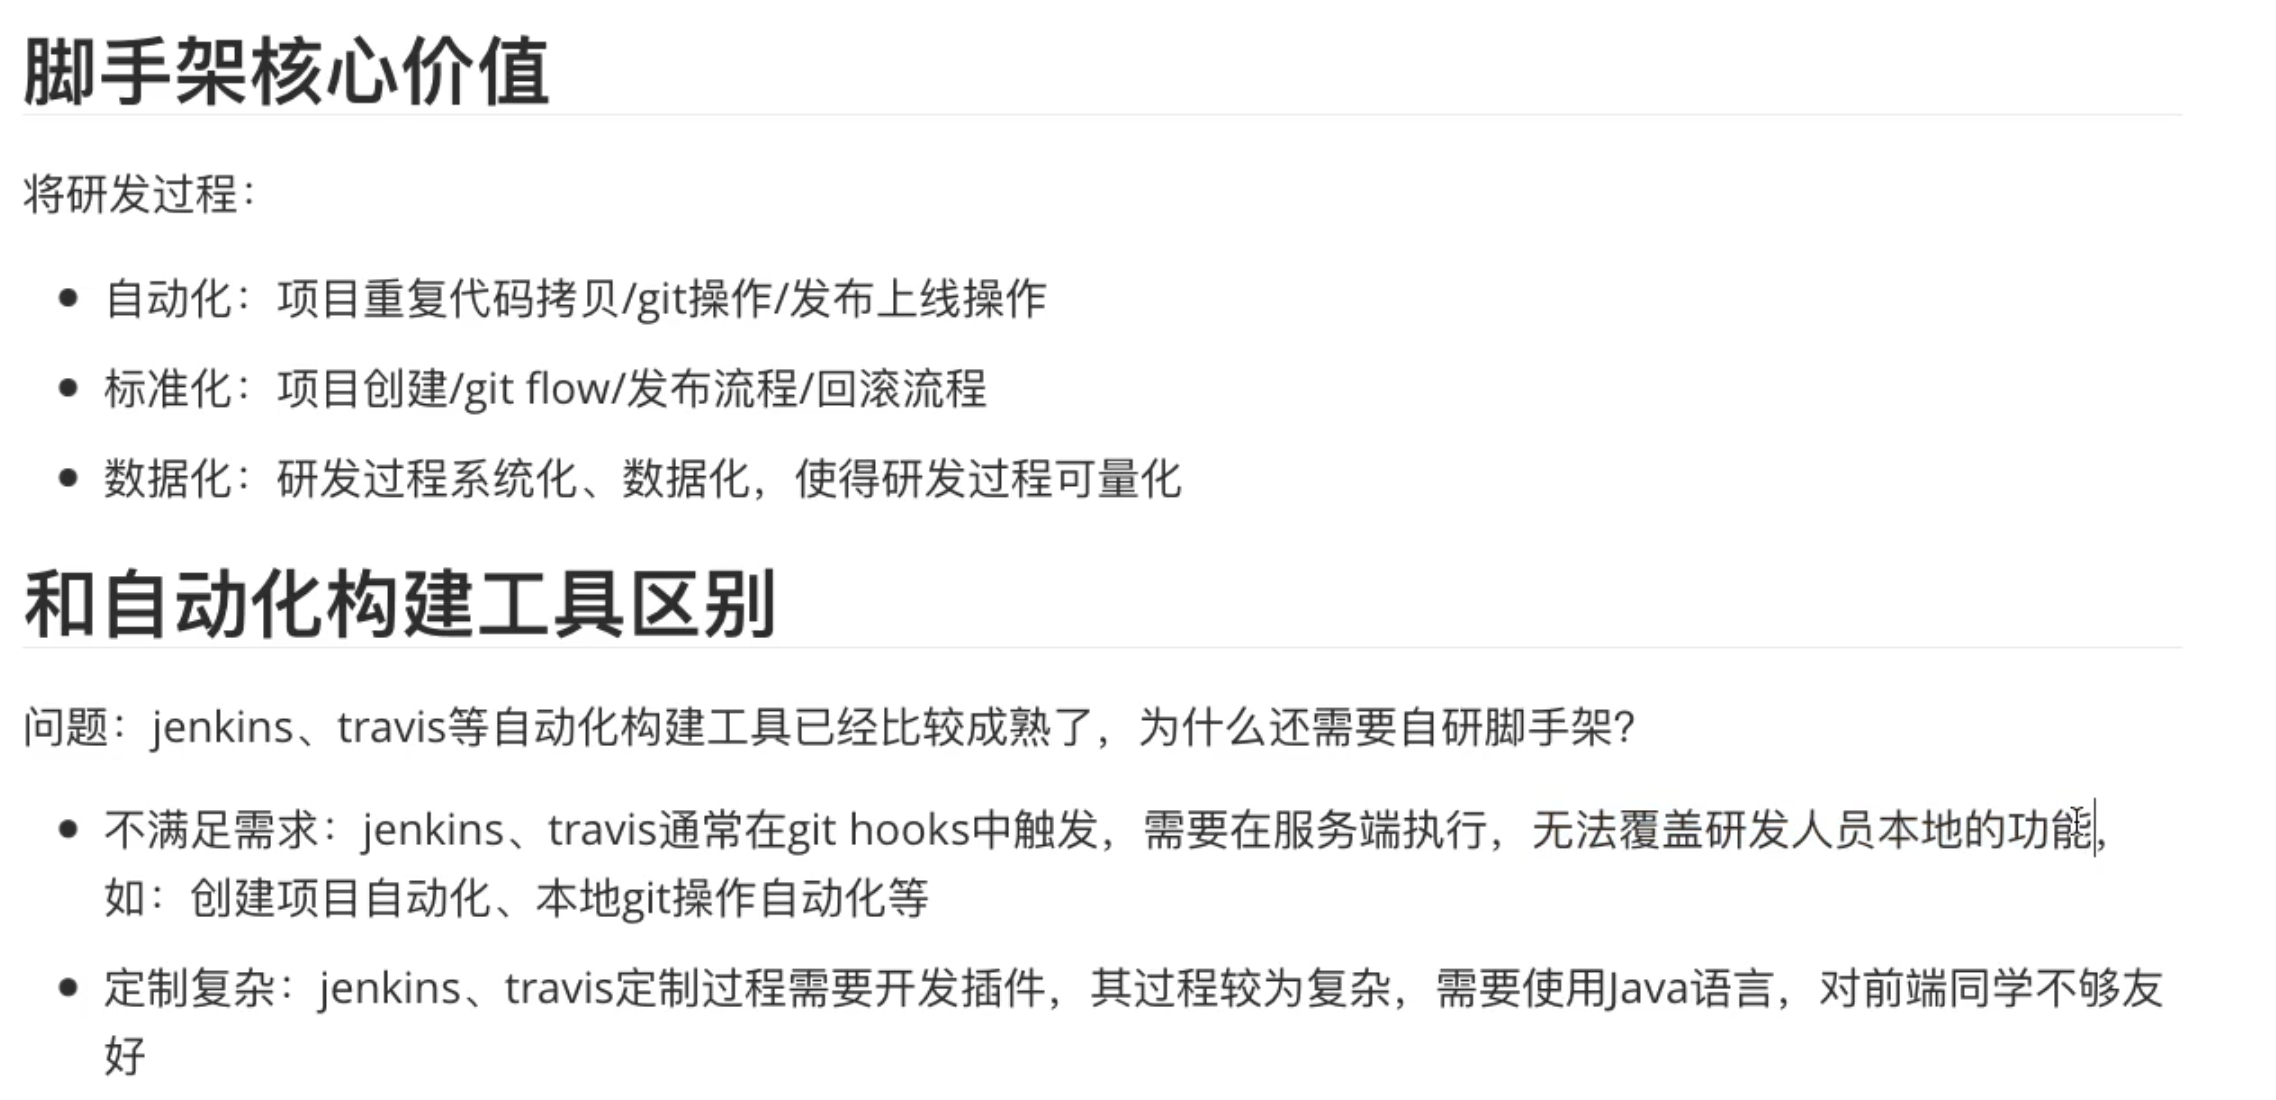 脚手架核心价值
将研发过程：
自动化：项目重复代码拷贝/git操作/发布上线操作
标准化：项目创建/git flow/发布流程/回滚流程
数据化：研发过程系统化、数据化，使得研发过程可量化
和自动化构建工具区别
问题：jenkins、travis等自动化构建工具已经比较成熟了，为什么还需要自研脚手架？
不满足需求：jenkins、travis通常在git hooks中触发，需要在服务端执行，无法覆盖研发人员本地的功能，
如：创建项目自动化、本地git操作自动化等
定制复杂：jenkins、travis定制过程需要开发插件，其过程较为复杂，需要使用Java语言，对前端同学不够友
好